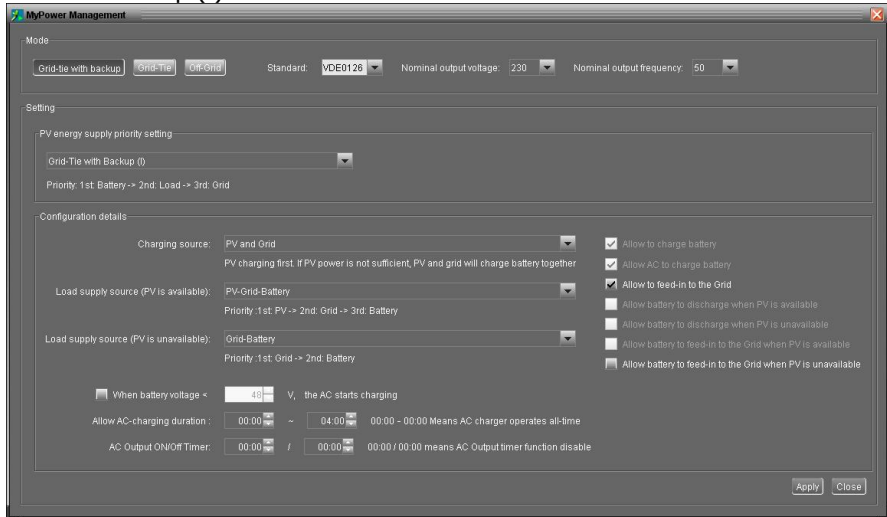 MyPower Management
Mode
Grid-tie with backup Grid-Tie Off-Grid Standard: VDE0126 Nominal output voltage: 230 Nominal output frequency: 50
Setting
PV energy supply priority setting
Grid-Tie with Backup (I)
Priority: 1st: Battery -> 2nd: Load -> 3rd: Grid
Configuration details
Charging source: PV and Grid
PV charging first. If PV power is not sufficient, PV and grid will charge battery together
Load supply source (PV is available): PV-Grid-Battery
Priority :1st: PV-> 2nd: Grid -> 3rd: Battery
Load supply source (PV is unavailable): Grid-Battery
Priority :1st: Grid -> 2nd: Battery
Allow to charge battery
Allow AC to charge battery
Allow to feed-in to the Grid
Allow battery to discharge when PV is available
Allow battery to discharge when PV is unavailable
Allow battery to feed-in to the Grid when PV is available
Allow battery to feed-in to the Grid when PV is unavailable
When battery voltage < 48 V, the AC starts charging
Allow AC-charging duration : 00:00 ~ 04:00 00:00 - 00:00 Means AC charger operates all-time
AC Output ON/Off Timer: 00:00 / 00:00 00:00 / 00:00 means AC Output timer function disable
Apply Close